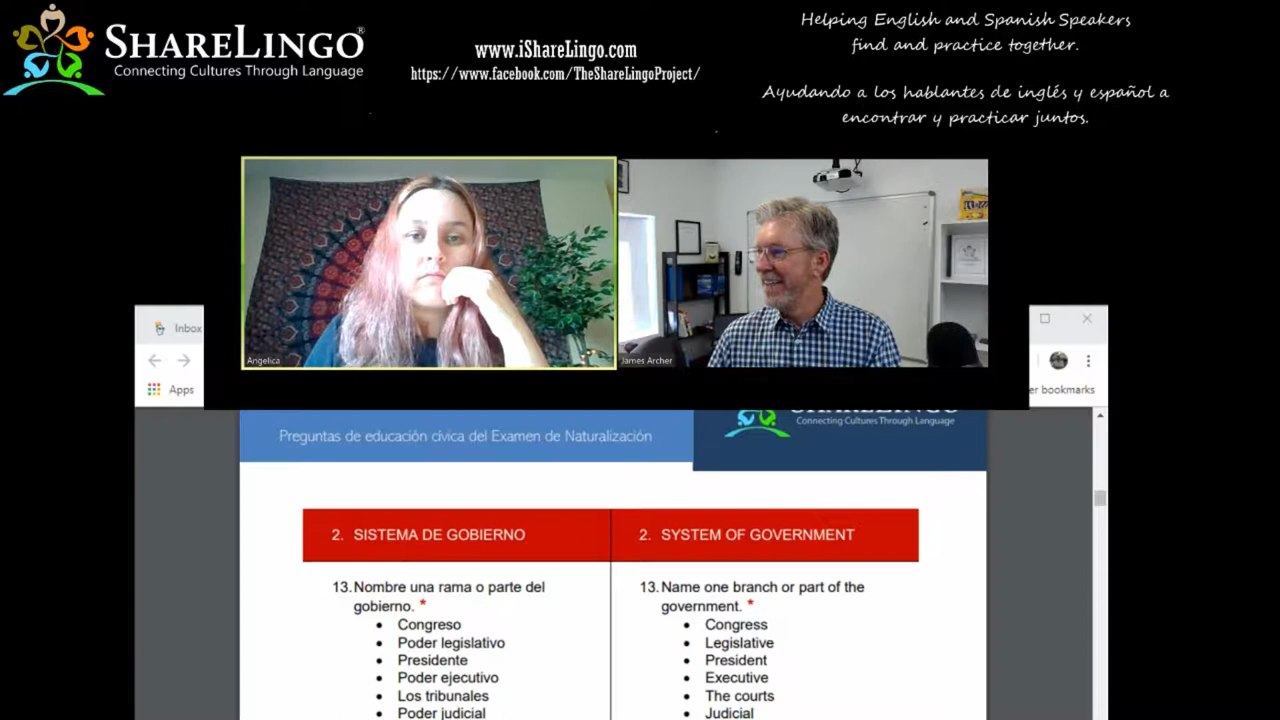 SHARELINGO®
Connecting Cultures Through Language
www.iShareLingo.com
https://www.facebook.com/TheShareLingoProject/
Helping English and Spanish Speakers
find and practice together.
Ayudando a los hablantes de inglés y español a
encontrar y practicar juntos.
Angelica
James Archer
Inbox
Apps
er bookmarks
Preguntas de educación cívica del Examen de Naturalización
SHARELINGO
Connecting Cultures Through Language
2. SISTEMA DE GOBIERNO
13. Nombre una rama o parte del
gobierno. *
• Congreso
• Poder legislativo
• Presidente
• Poder ejecutivo
• Los tribunales
• Poder judicial
2. SYSTEM OF GOVERNMENT
13. Name one branch or part of the
government. *
• Congress
• Legislative
• President
• Executive
• The courts
• Judicial